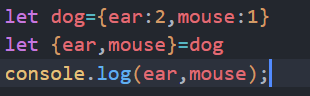 let dog={ear:2,mouse:1}
let {ear,mouse}=dog
console.log(ear,mouse);